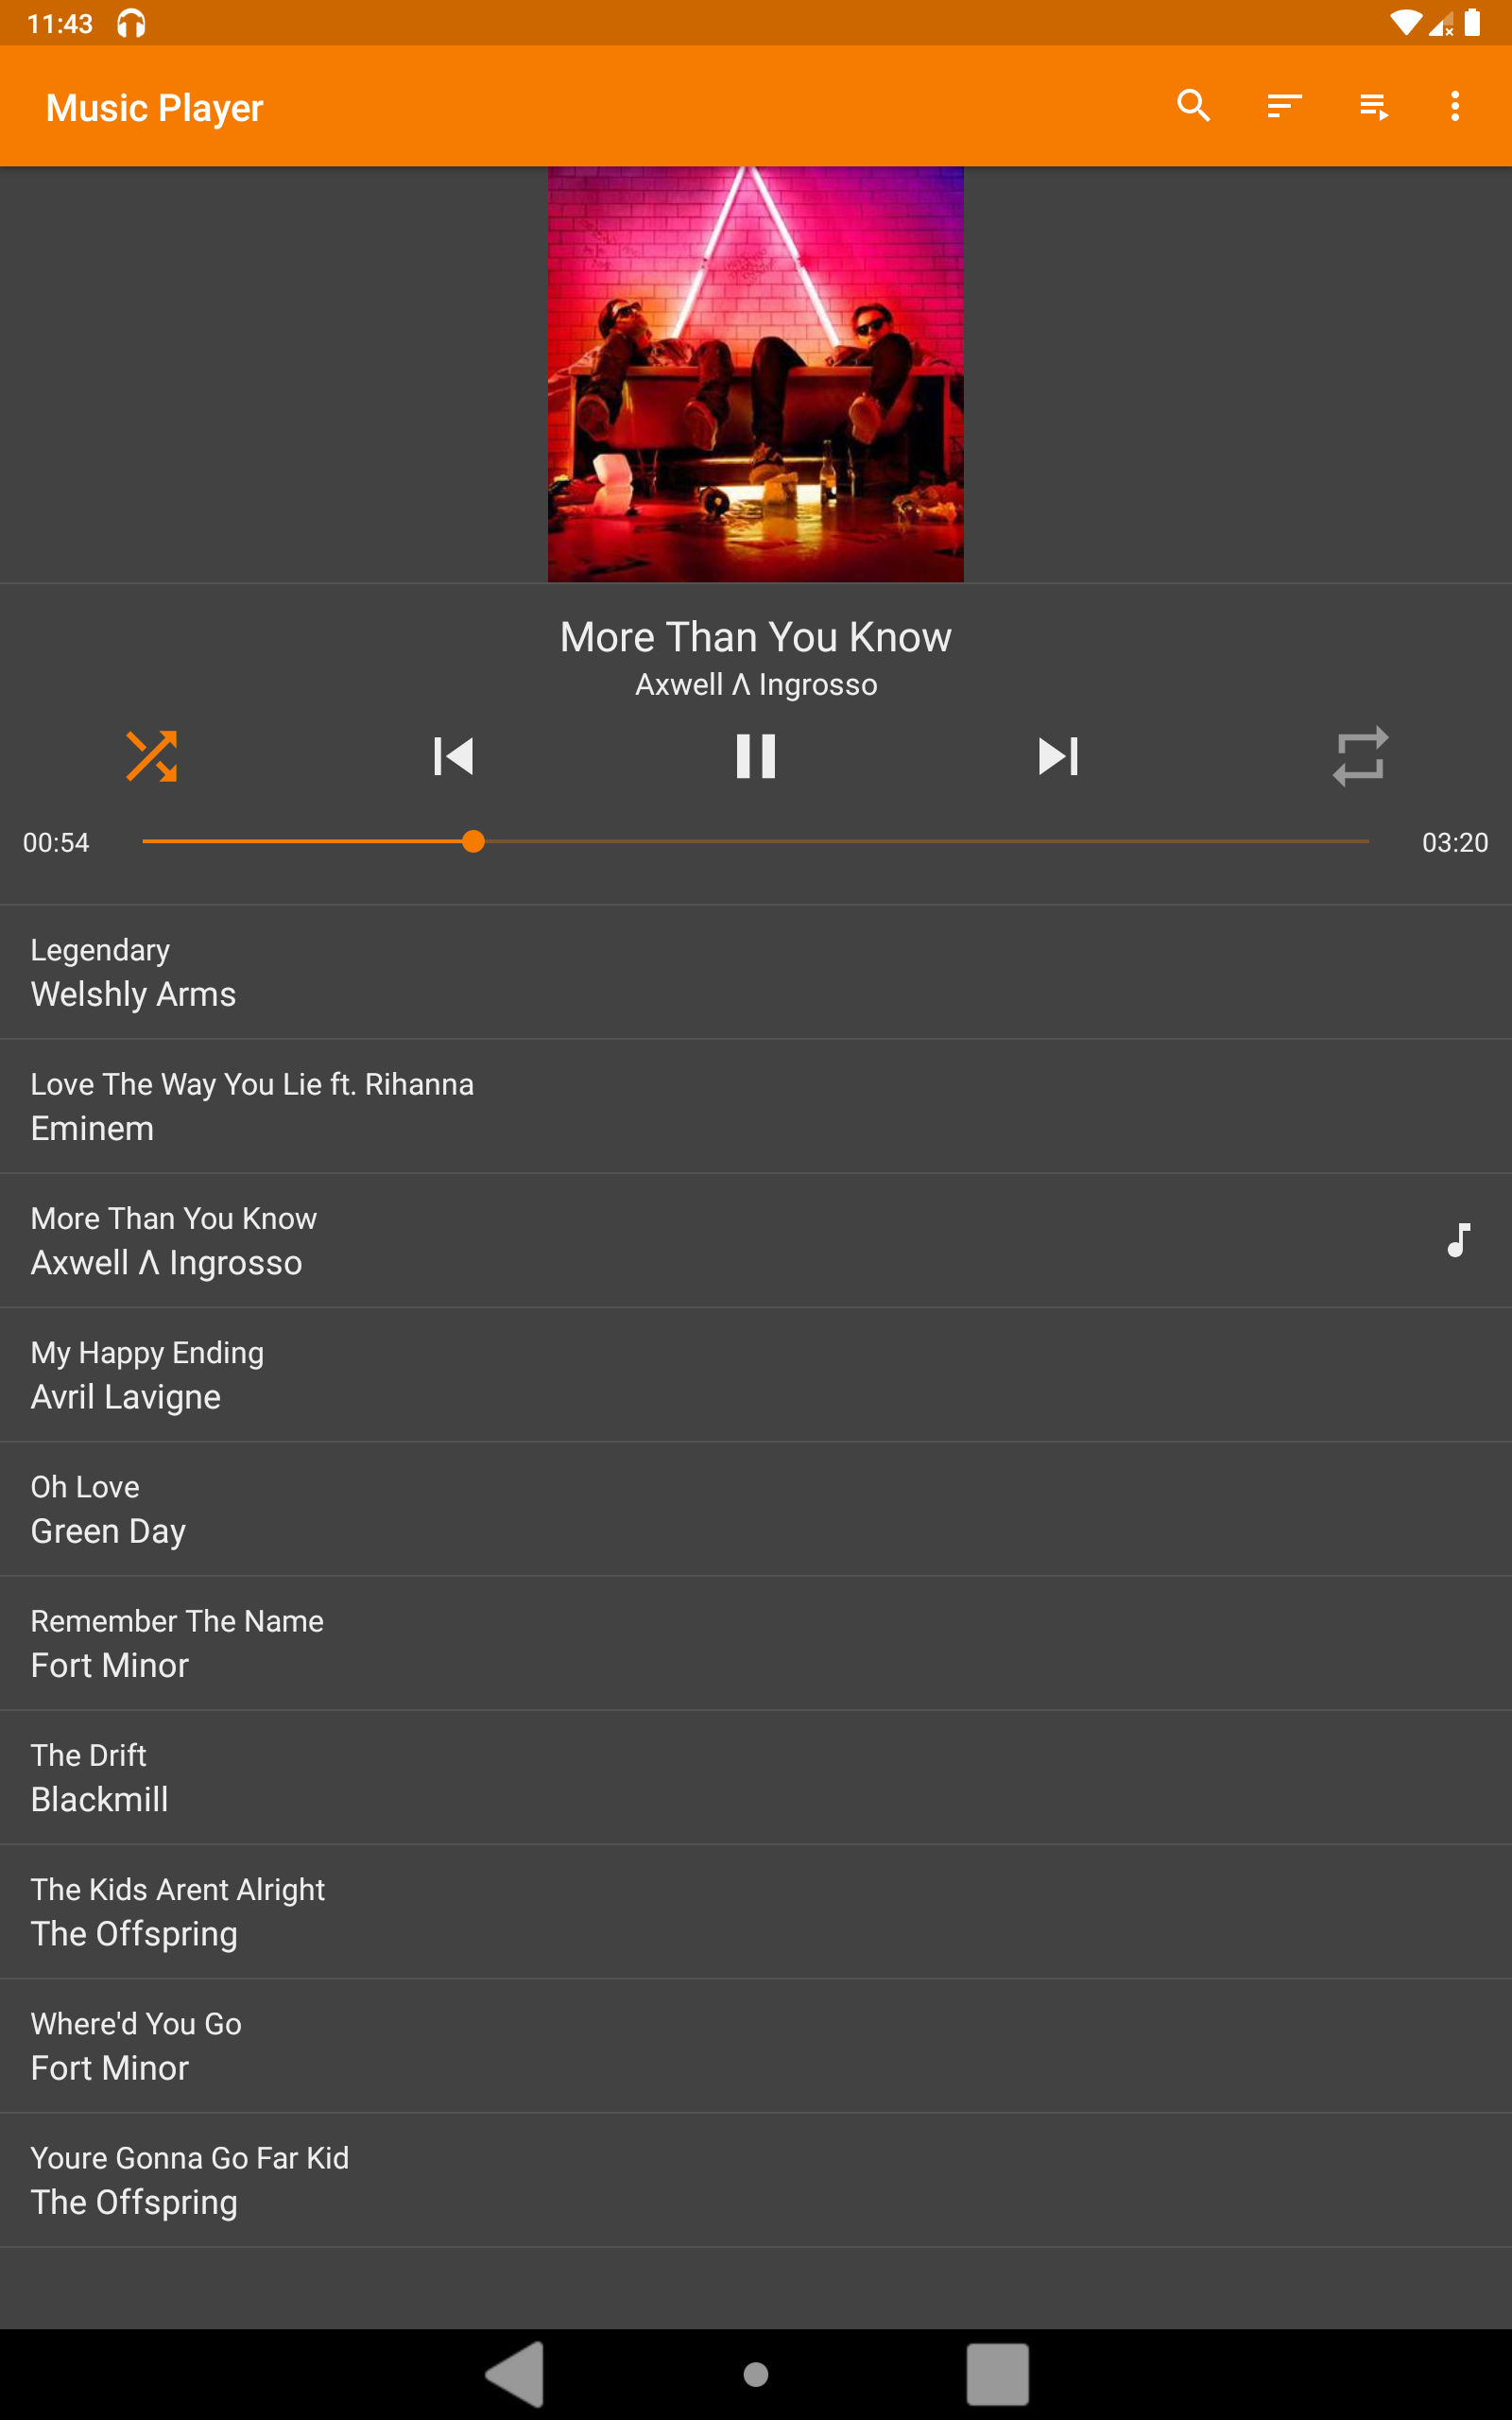 11:43
Music Player
More Than You Know
Axwell Λ Ingrosso
00:54
03:20
Legendary
Welshly Arms
Love The Way You Lie ft. Rihanna
Eminem
More Than You Know
Axwell Λ Ingrosso
My Happy Ending
Avril Lavigne
Oh Love
Green Day
Remember The Name
Fort Minor
The Drift
Blackmill
The Kids Arent Alright
The Offspring
Where'd You Go
Fort Minor
Youre Gonna Go Far Kid
The Offspring